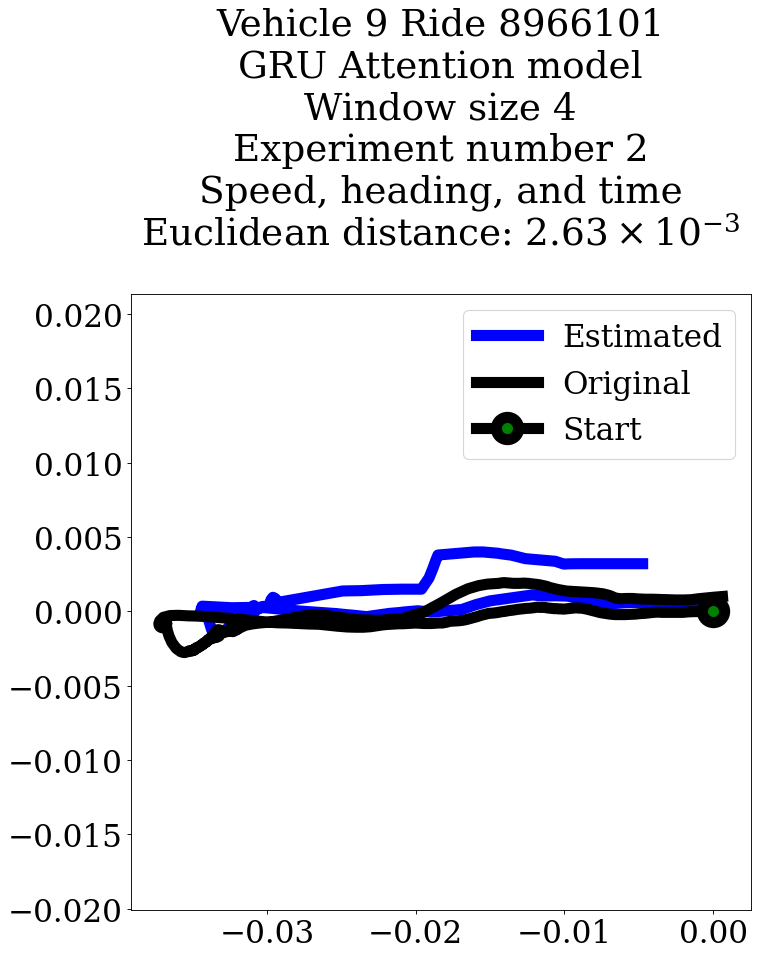 Vehicle 9 Ride 8966101
GRU Attention model
Window size 4
Experiment number 2
Speed, heading, and time
Euclidean distance: 2.63 × 10⁻³
Estimated
Original
Start
0.020
0.015
0.010
0.005
0.000
−0.005
−0.010
−0.015
−0.020
−0.03 −0.02 −0.01 0.00